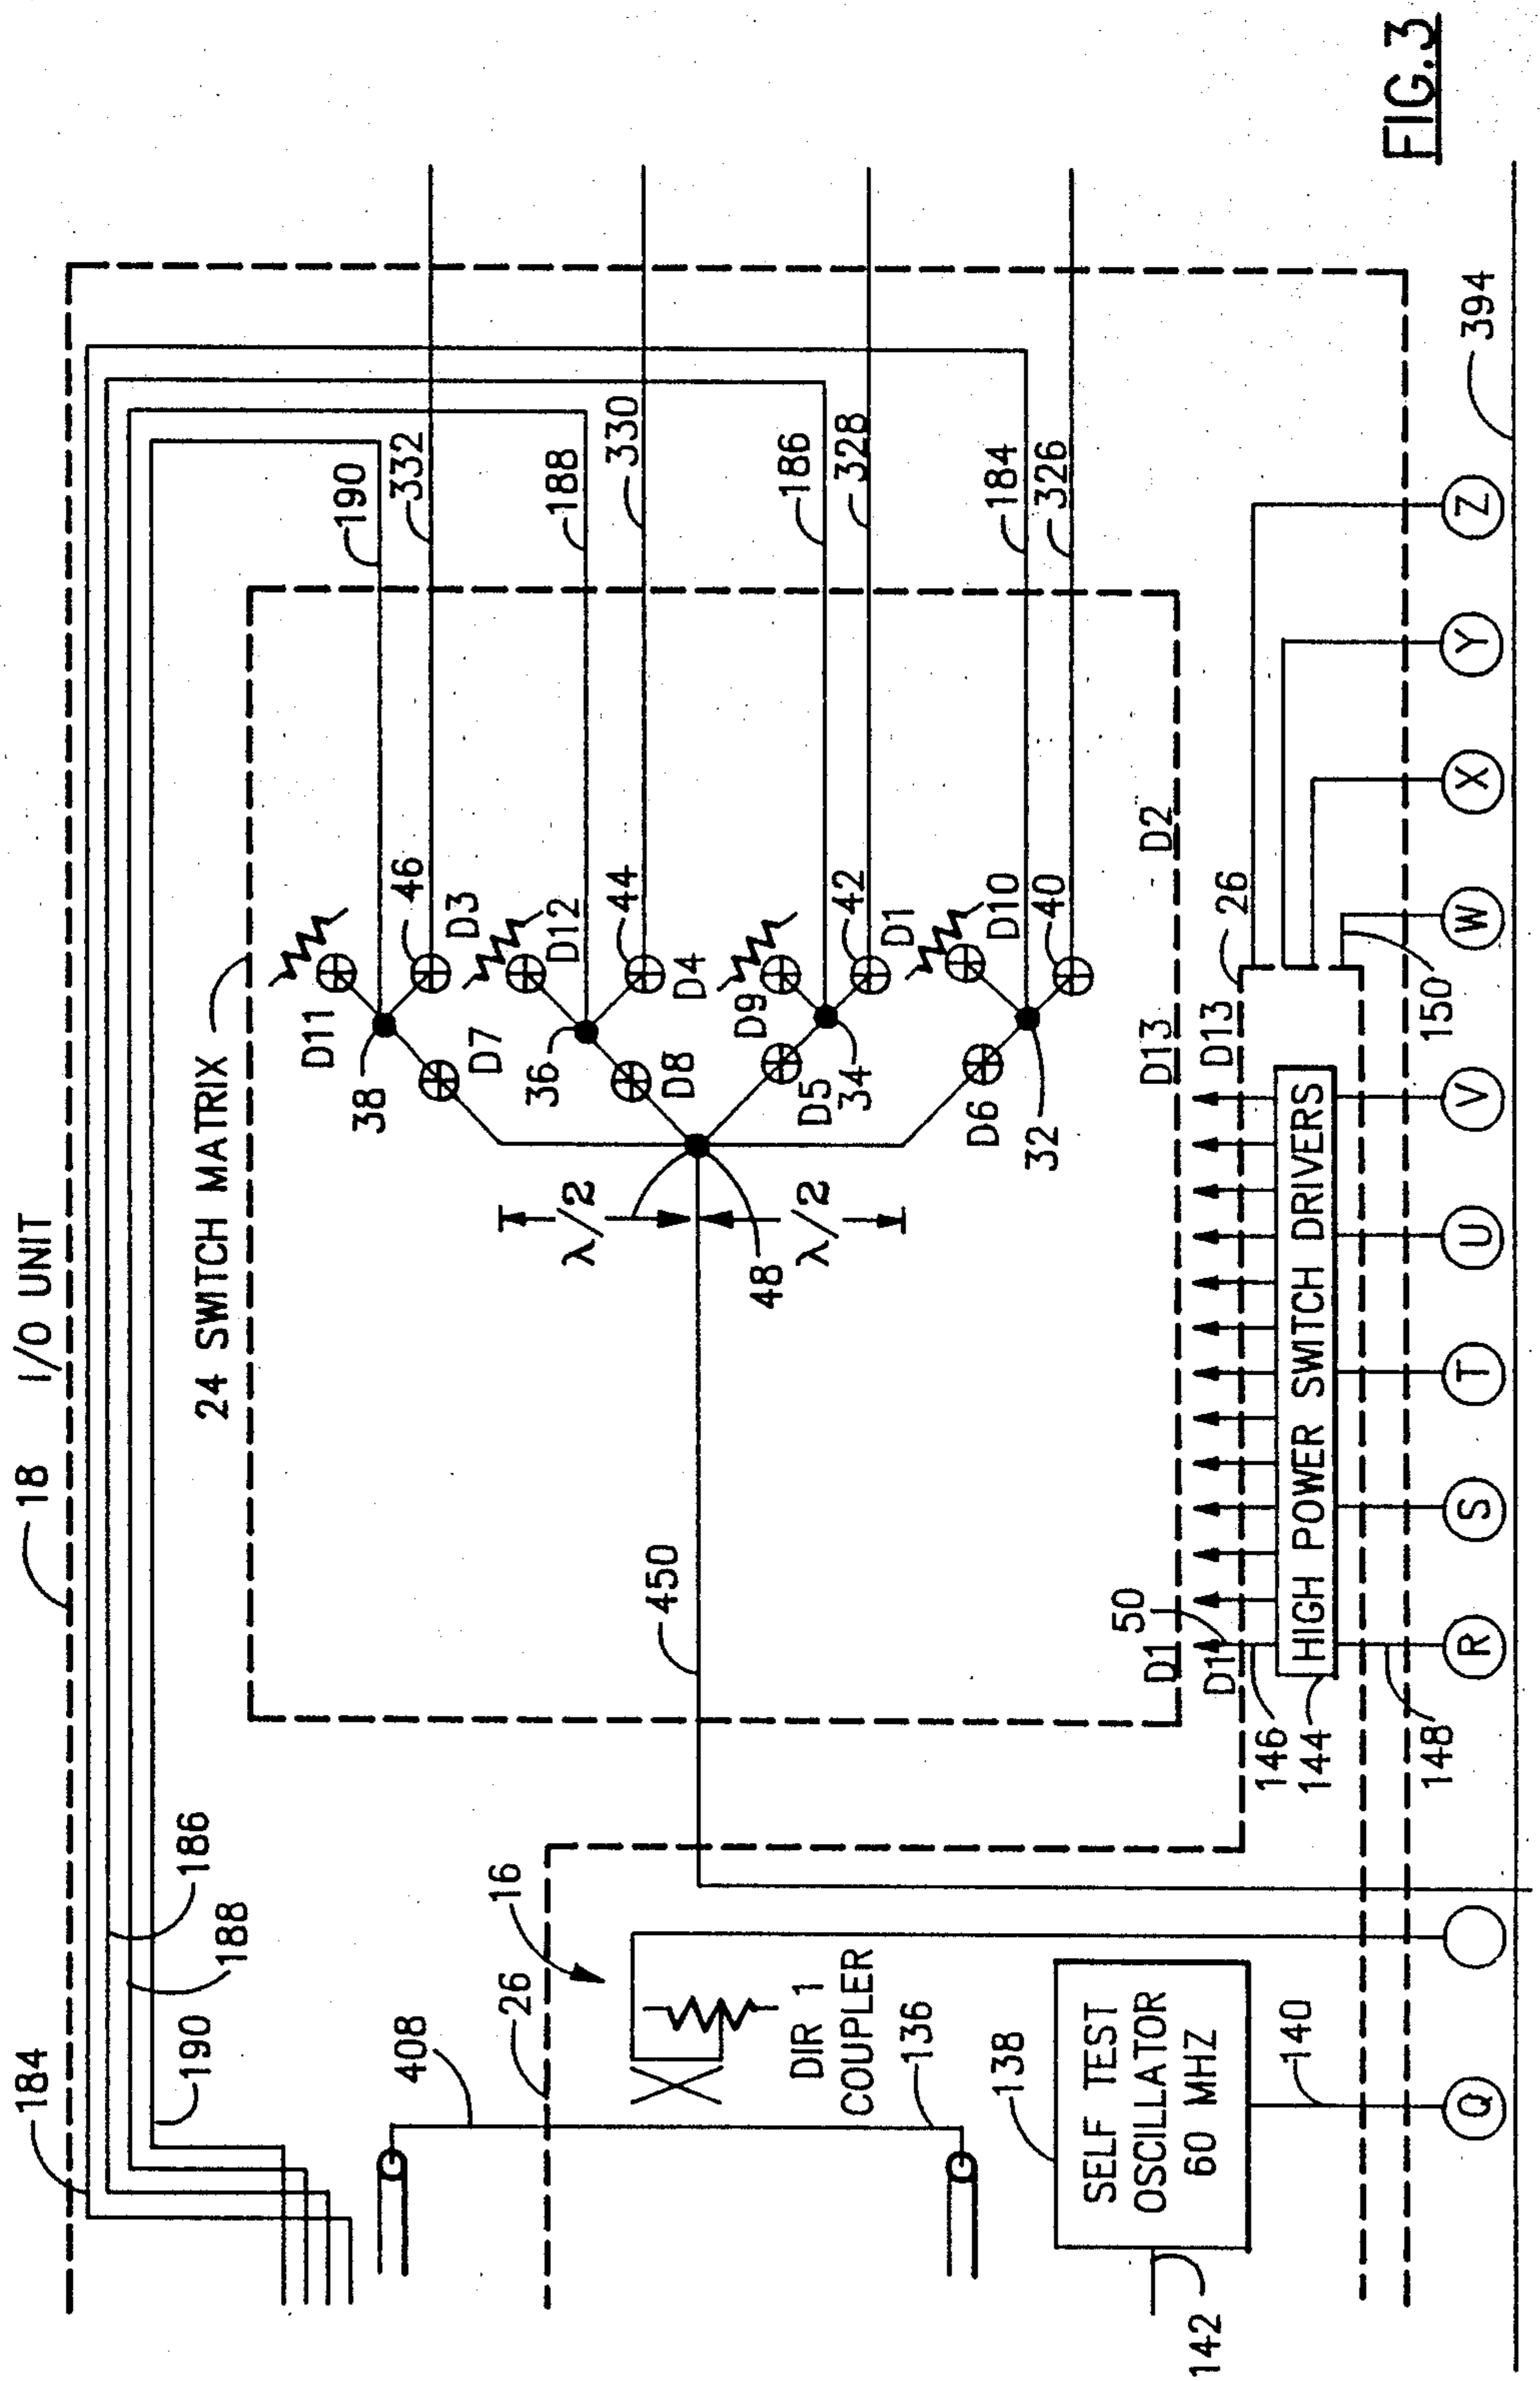 18 I/O UNIT
184
186
188
190
24 SWITCH MATRIX
D11
38
190
332
46
D3
D7
188
D12
36
330
44
D4
D8
186
D9
328
42
D1
D5
34
184
D10
326
40
D6
32
λ/2
λ/2
48
450
408
26
16
DIR 1
COUPLER
136
138
SELF TEST
OSCILLATOR
60 MHZ
140
142
D1
50
D13
D2
D1
D13
26
146
144
HIGH POWER SWITCH DRIVERS
148
150
Q
R
S
T
U
V
W
X
Y
Z
394
FIG.3